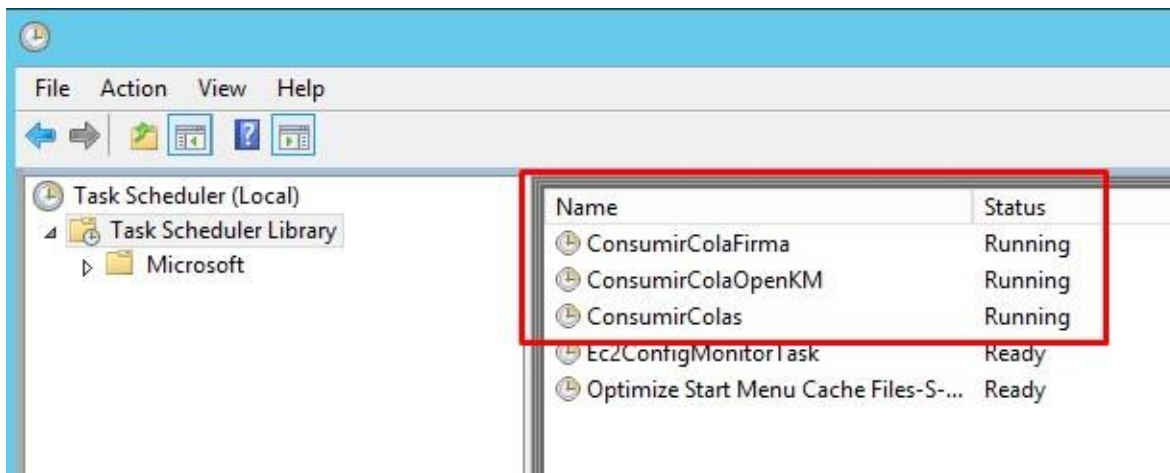 File Action View Help
Task Scheduler (Local)
Task Scheduler Library
Microsoft
Name Status
ConsumirColaFirma Running
ConsumirColaOpenKM Running
ConsumirColas Running
Ec2ConfigMonitorTask Ready
Optimize Start Menu Cache Files-S-... Ready